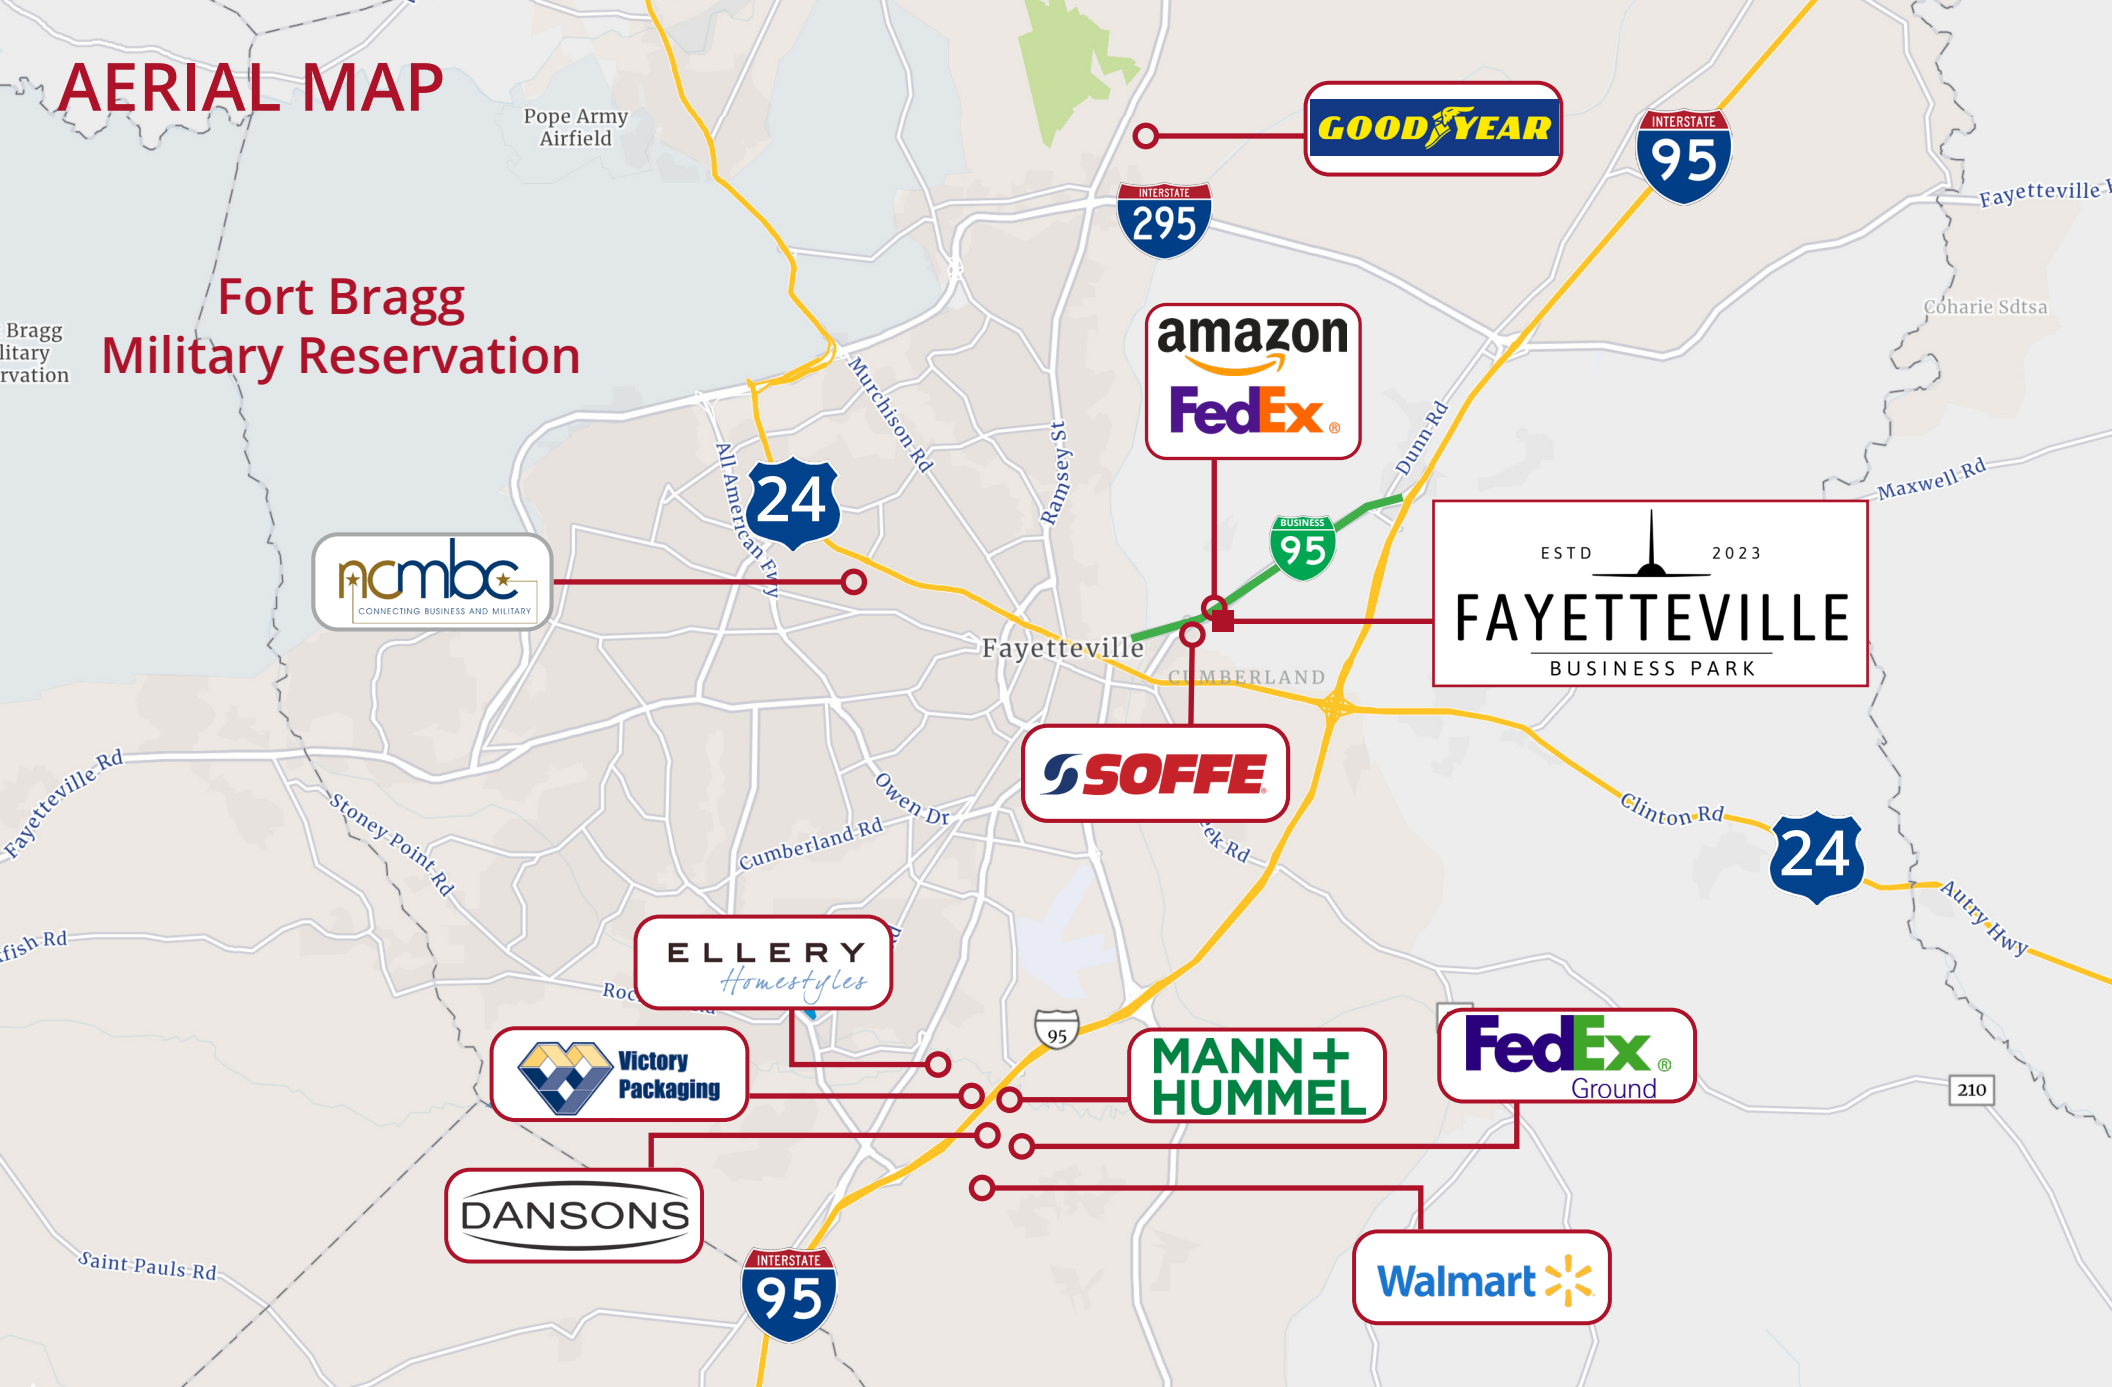 AERIAL MAP
Pope Army
Airfield
GOOD YEAR
INTERSTATE
95
INTERSTATE
295
Fayetteville
Fort Bragg
Military Reservation
Bragg
Coharie Sdtsa
amazon
FedEx®
Murchison Rd
Ramsey St
Dunn Rd
All American Fwy
Maxwell Rd
24
BUSINESS
95
ncmbc
CONNECTING BUSINESS AND MILITARY
ESTD 2023
FAYETTEVILLE
BUSINESS PARK
Fayetteville
CUMBERLAND
SOFFE
Fayetteville Rd
Stoney Point Rd
Owen Dr
Cumberland Rd
Rd
Clinton Rd
24
Autry Hwy
Rd
ELLERY
Homestyles
95
Victory
Packaging
MANN+
HUMMEL
FedEx®
Ground
210
DANSONS
Saint Pauls Rd
INTERSTATE
95
Walmart